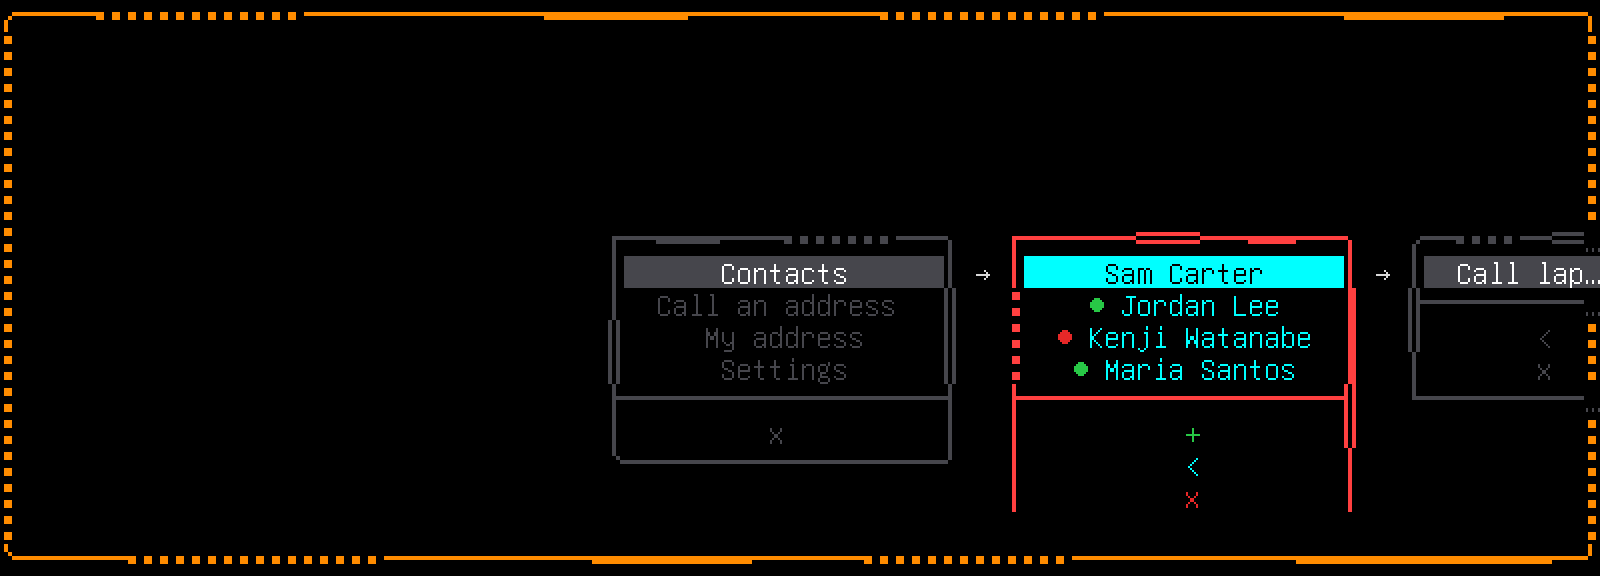 Contacts → Sam Carter → Call lap…
Call an address
My address
Settings
x
● Jordan Lee
● Kenji Watanabe
● Maria Santos
+
<
x
<
x